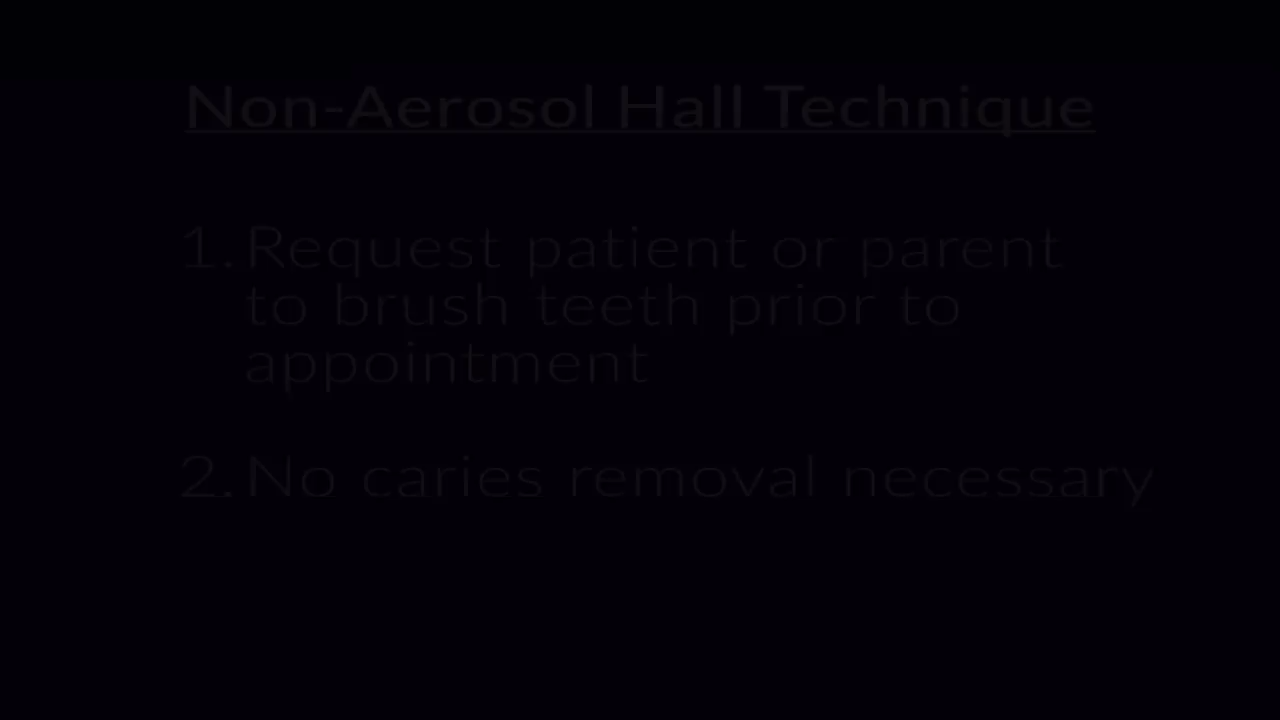 Non-Aerosol Hall Technique
1. Request patient or parent
to brush teeth prior to
appointment
2. No caries removal necessary